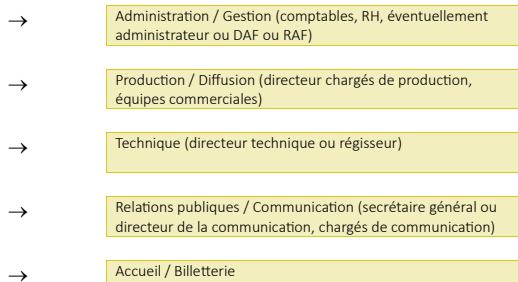 → Administration / Gestion (comptables, RH, éventuellement
administrateur ou DAF ou RAF)
→ Production / Diffusion (directeur chargés de production,
équipes commerciales)
→ Technique (directeur technique ou régisseur)
→ Relations publiques / Communication (secrétaire général ou
directeur de la communication, chargés de communication)
→ Accueil / Billetterie